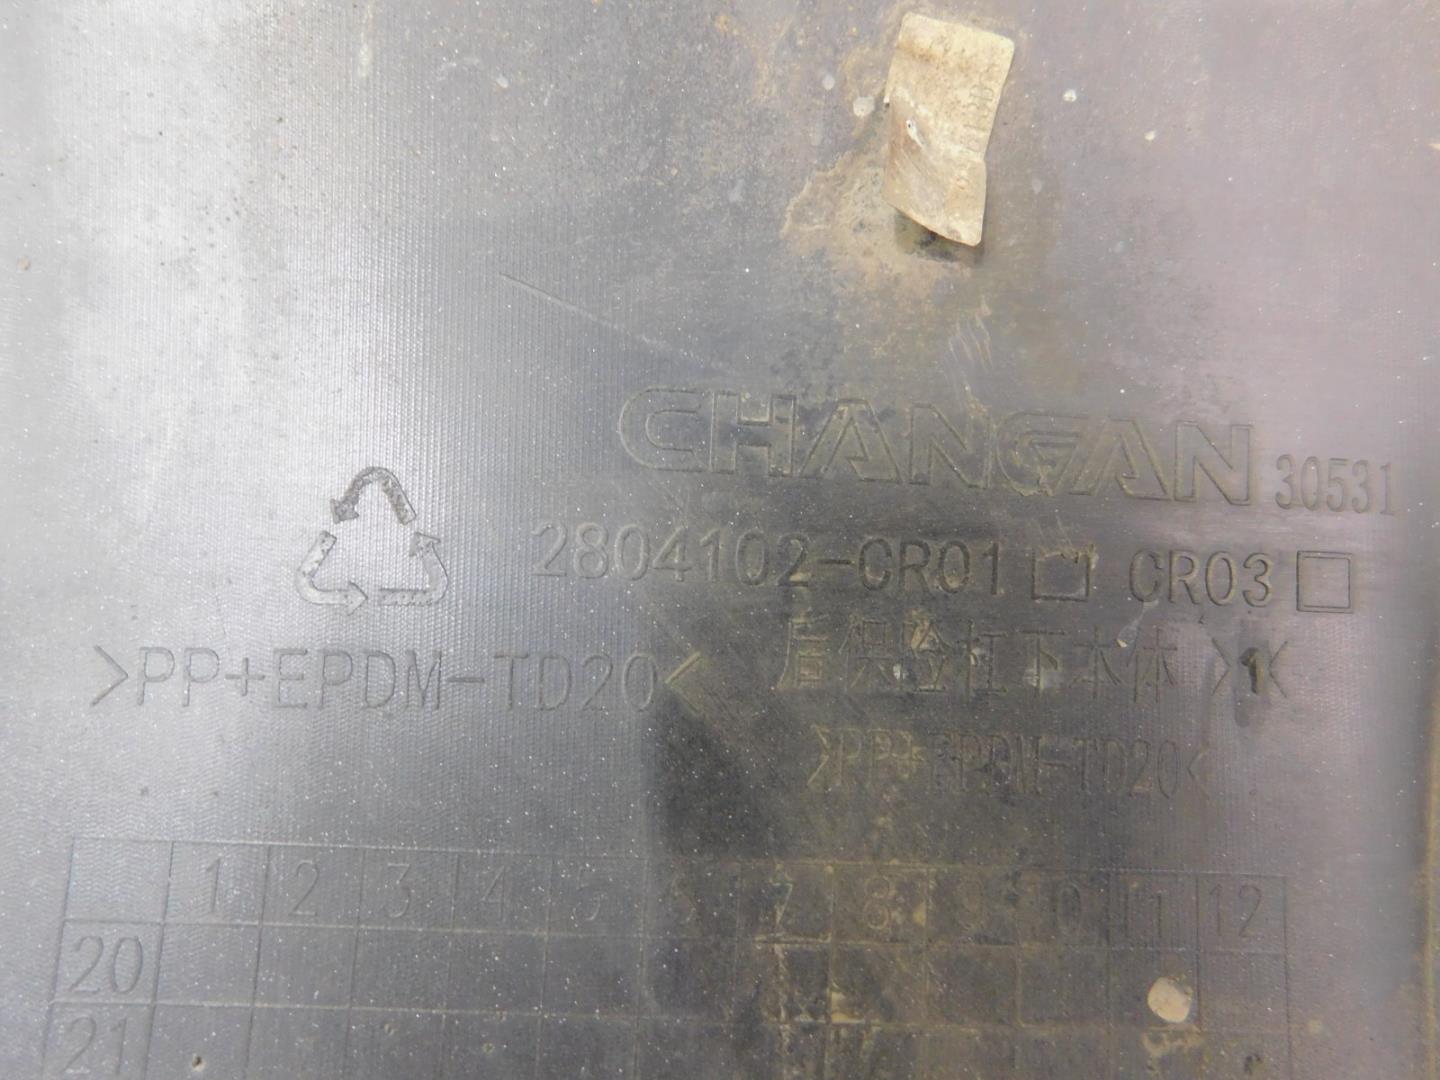 CHANGAN 30531
2804102-CR01 □ CR03 □
>PP+EPDM-TD20< 后保险杠下本体 >1<
>PP+EPDM-TD20<
1 2 3 4 5 6 7 8 9 10 11 12
20
21